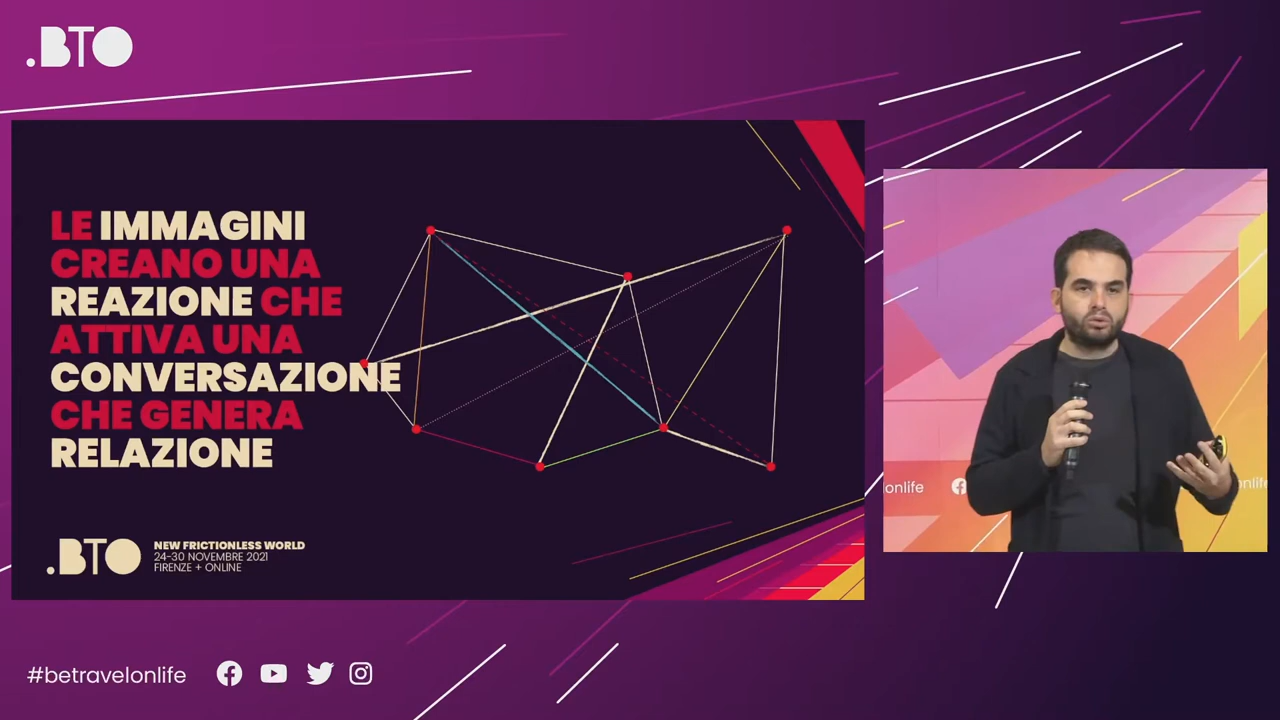 .BTO
LE IMMAGINI
CREANO UNA
REAZIONE CHE
ATTIVA UNA
CONVERSAZIONE
CHE GENERA
RELAZIONE
.BTO
NEW FRICTIONLESS WORLD
24-30 NOVEMBRE 2021
FIRENZE + ONLINE
onlife
onlife
#betravelonlife